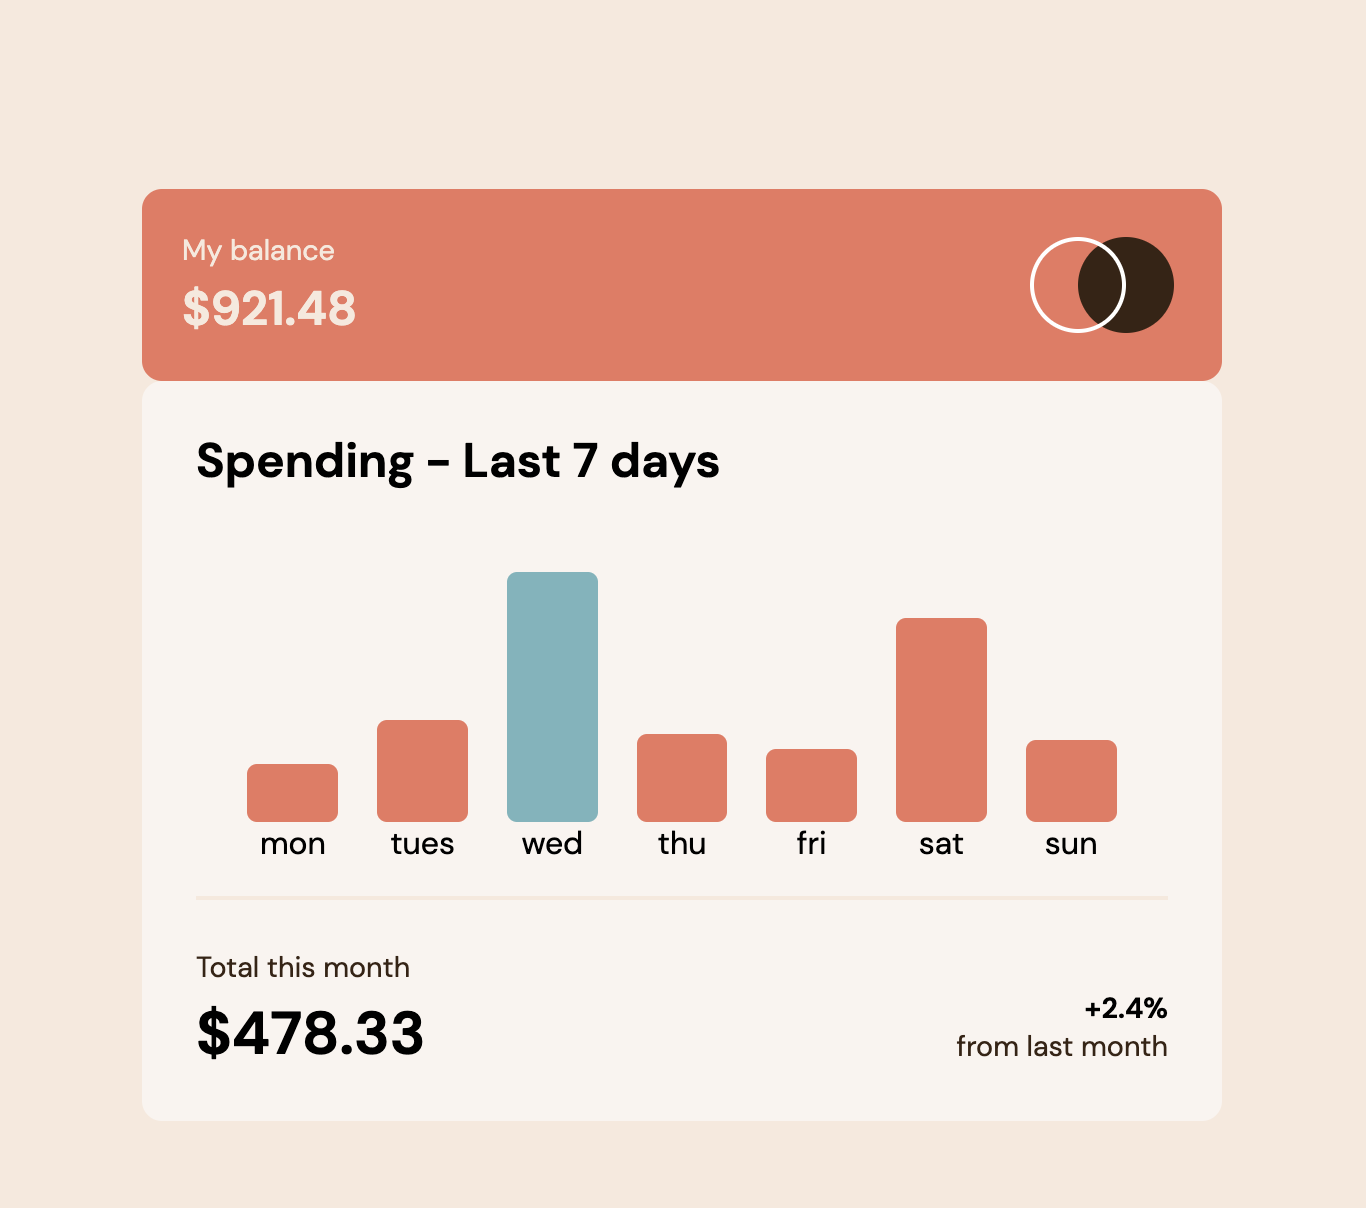 My balance
$921.48
Spending - Last 7 days
mon tues wed thu fri sat sun
Total this month
$478.33
+2.4%
from last month